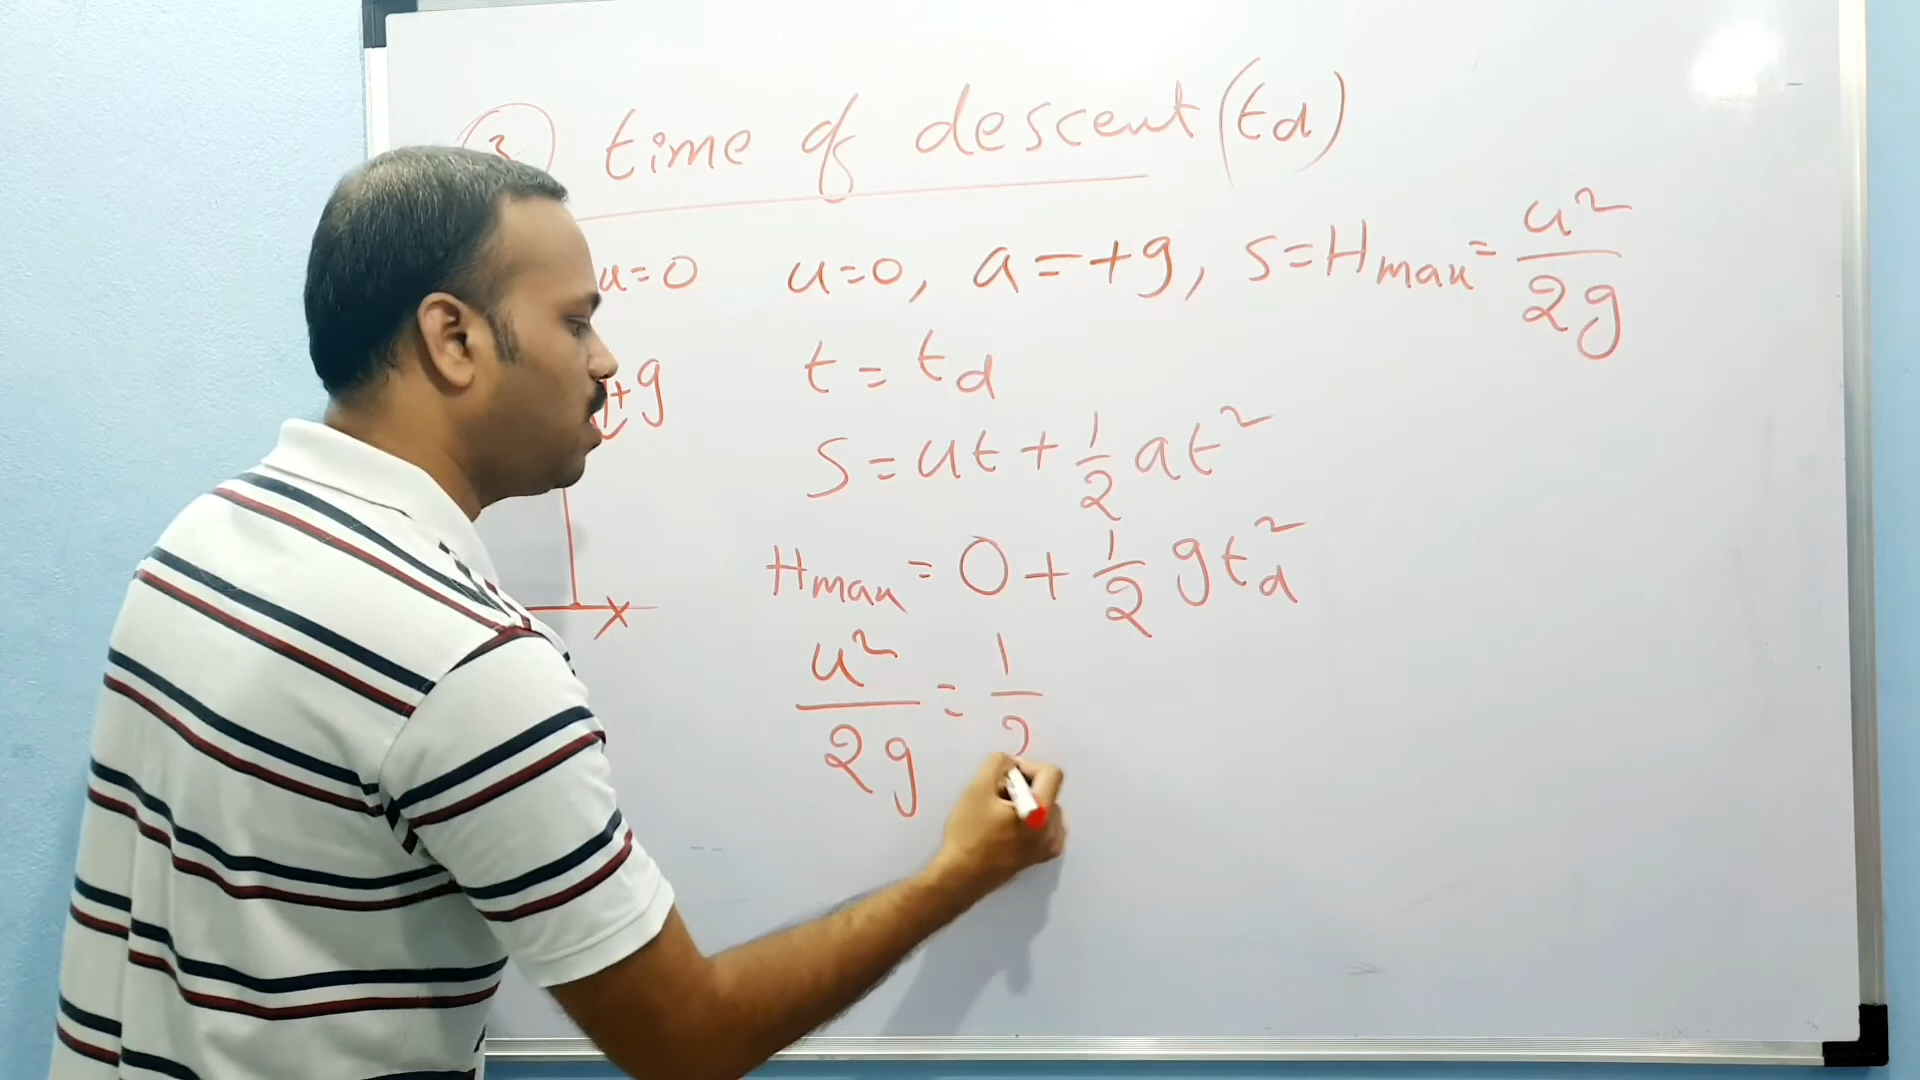 ③ time of descent (td)
u=0 u=0, a=+g, s=Hmax=u²/2g
+g t=td
S=ut+½at²
Hmax=0+½gtd²
x
u²/2g=1/2